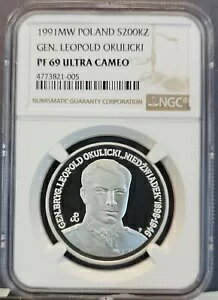 1991MW POLAND S200KZ
GEN. LEOPOLD OKULICKI
PF 69 ULTRA CAMEO
4773821-005
NUMISMATIC GUARANTY CORPORATION
NGC
GEN.BRYG.LEOPOLD OKULICKI „NIEDŹWIADEK” 1898-1946